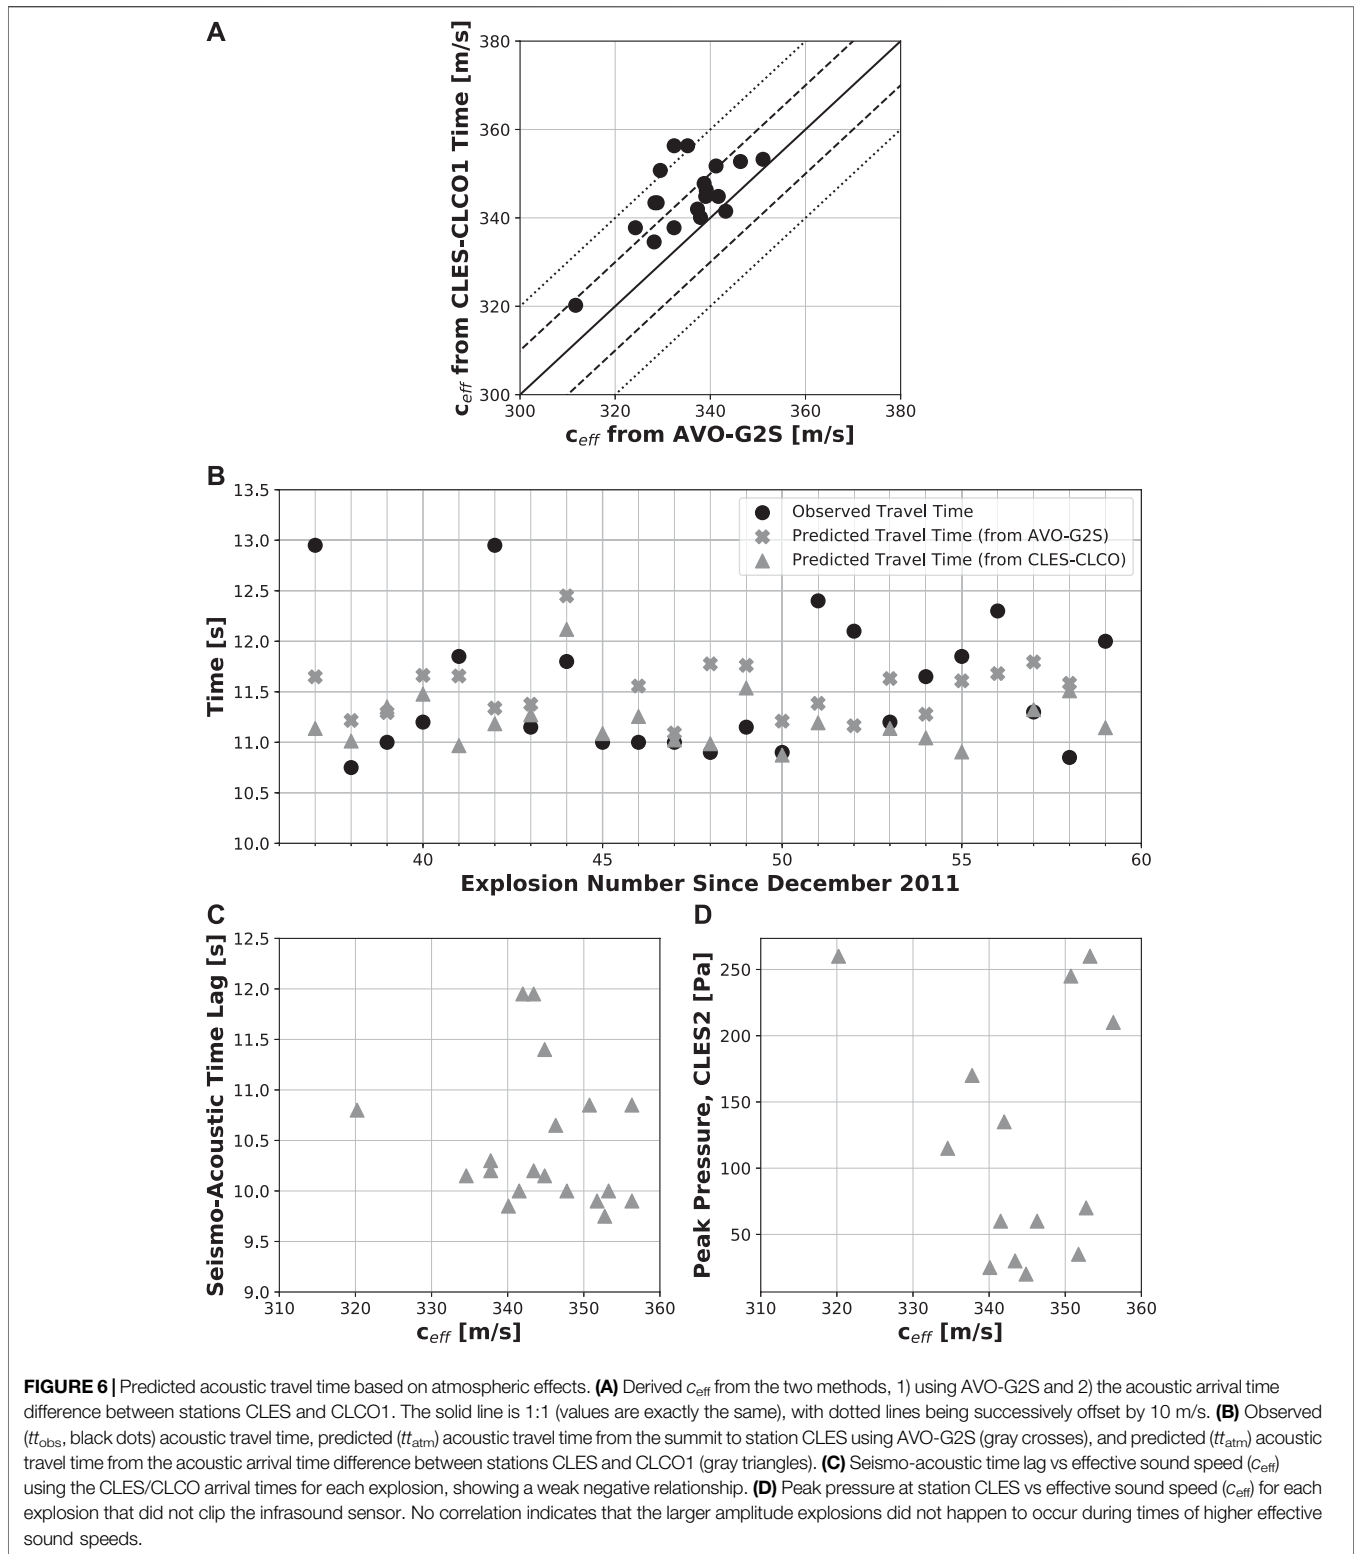 A
c_eff from CLES-CLCO1 Time [m/s]
380
360
340
320
300
300 320 340 360 380
c_eff from AVO-G2S [m/s]
B
Time [s]
13.5
13.0
12.5
12.0
11.5
11.0
10.5
10.0
Observed Travel Time
Predicted Travel Time (from AVO-G2S)
Predicted Travel Time (from CLES-CLCO)
40 45 50 55 60
Explosion Number Since December 2011
C
Seismo-Acoustic Time Lag [s]
12.5
12.0
11.5
11.0
10.5
10.0
9.5
9.0
310 320 330 340 350 360
c_eff [m/s]
D
Peak Pressure, CLES2 [Pa]
250
200
150
100
50
310 320 330 340 350 360
c_eff [m/s]
FIGURE 6 | Predicted acoustic travel time based on atmospheric effects. (A) Derived c_eff from the two methods, 1) using AVO-G2S and 2) the acoustic arrival time
difference between stations CLES and CLCO1. The solid line is 1:1 (values are exactly the same), with dotted lines being successively offset by 10 m/s. (B) Observed
(tt_obs, black dots) acoustic travel time, predicted (tt_atm) acoustic travel time from the summit to station CLES using AVO-G2S (gray crosses), and predicted (tt_atm) acoustic
travel time from the acoustic arrival time difference between stations CLES and CLCO1 (gray triangles). (C) Seismo-acoustic time lag vs effective sound speed (c_eff)
using the CLES/CLCO arrival times for each explosion, showing a weak negative relationship. (D) Peak pressure at station CLES vs effective sound speed (c_eff) for each
explosion that did not clip the infrasound sensor. No correlation indicates that the larger amplitude explosions did not happen to occur during times of higher effective
sound speeds.